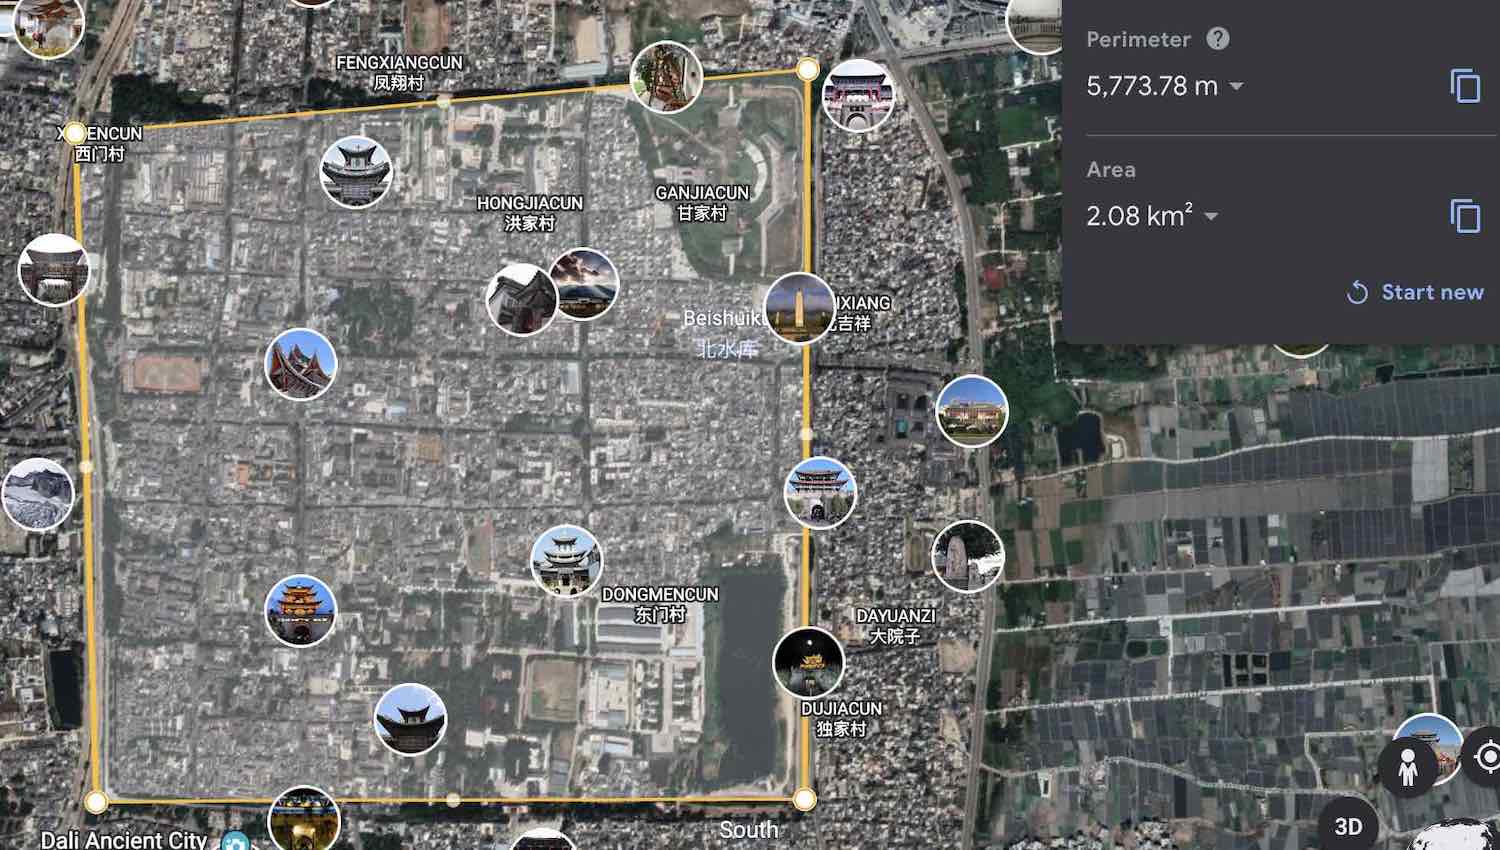 Perimeter
5,773.78 m
Area
2.08 km²
Start new
FENGXIANGCUN
凤翔村
西门村
HONGJIACUN
洪家村
GANJIACUN
甘家村
北水库
DONGMENCUN
东门村
DAYUANZI
大院子
DUJIACUN
独家村
South
Dali Ancient City
3D